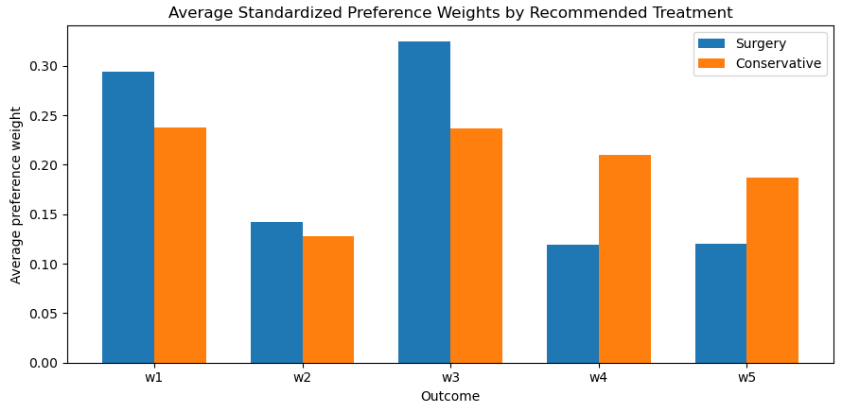 Average Standardized Preference Weights by Recommended Treatment
Surgery
Conservative
Average preference weight
0.30
0.25
0.20
0.15
0.10
0.05
0.00
w1 w2 w3 w4 w5
Outcome